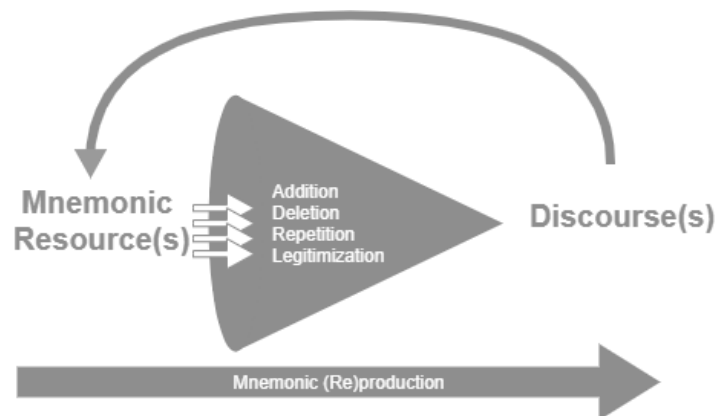 Mnemonic
Resource(s)
Addition
Deletion
Repetition
Legitimization
Discourse(s)
Mnemonic (Re)production